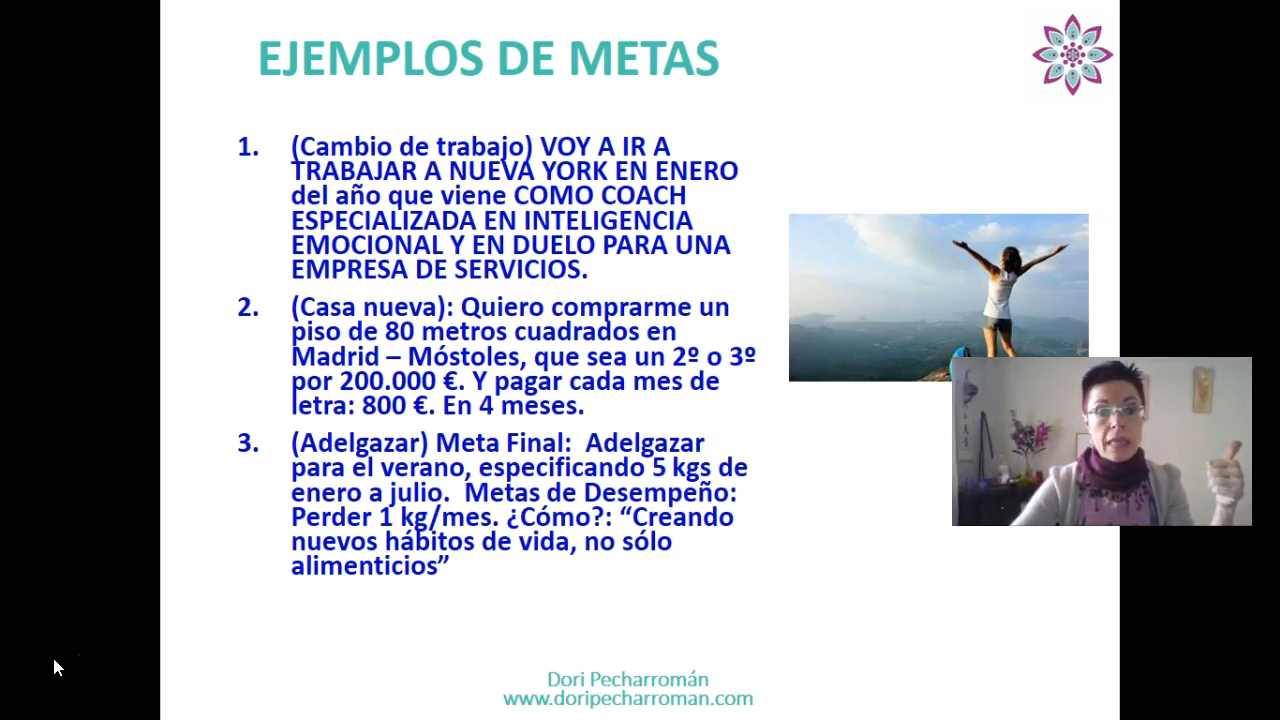 EJEMPLOS DE METAS
1. (Cambio de trabajo) VOY A IR A
TRABAJAR A NUEVA YORK EN ENERO
del año que viene COMO COACH
ESPECIALIZADA EN INTELIGENCIA
EMOCIONAL Y EN DUELO PARA UNA
EMPRESA DE SERVICIOS.
2. (Casa nueva): Quiero comprarme un
piso de 80 metros cuadrados en
Madrid – Móstoles, que sea un 2º o 3º
por 200.000 €. Y pagar cada mes de
letra: 800 €. En 4 meses.
3. (Adelgazar) Meta Final: Adelgazar
para el verano, especificando 5 kgs de
enero a julio. Metas de Desempeño:
Perder 1 kg/mes. ¿Cómo?: “Creando
nuevos hábitos de vida, no sólo
alimenticios”
Dori Pecharromán
www.doripecharroman.com